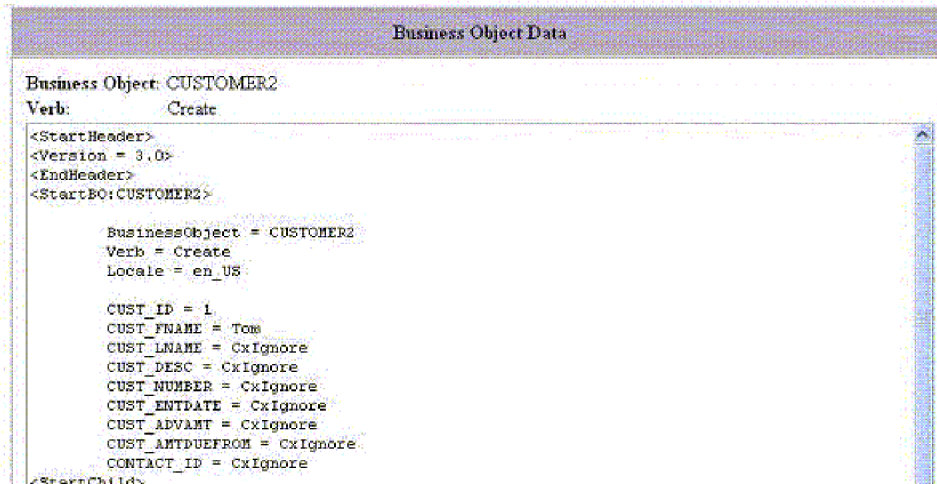 Business Object Data
Business Object: CUSTOMER2
Verb: Create
<StartHeader>
<Version = 3.0>
<EndHeader>
<StartBO:CUSTOMER2>
BusinessObject = CUSTOMER2
Verb = Create
Locale = en_US
CUST_ID = 1
CUST_FNAME = Tom
CUST_LNAME = CxIgnore
CUST_DESC = CxIgnore
CUST_NUMBER = CxIgnore
CUST_ENTDATE = CxIgnore
CUST_ADVAMT = CxIgnore
CUST_AMTDUEFROM = CxIgnore
CONTACT_ID = CxIgnore
<StartChild>